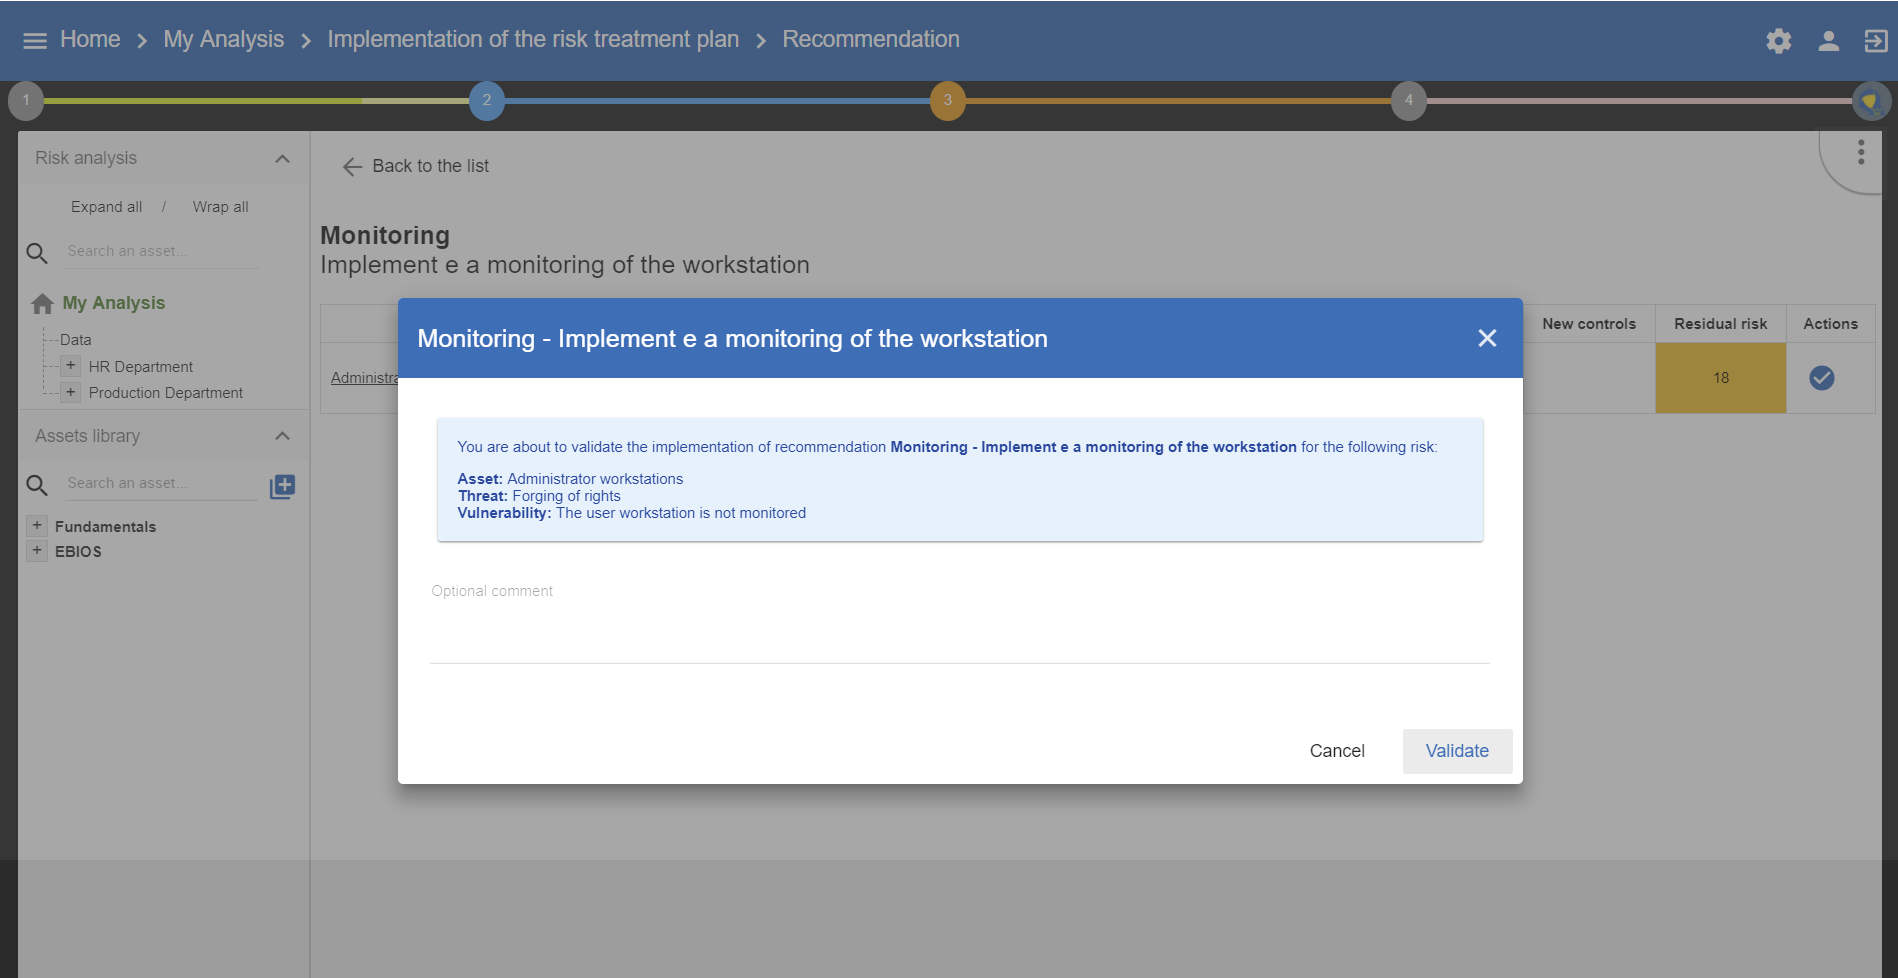 Home My Analysis Implementation of the risk treatment plan Recommendation
1 2 3 4
Risk analysis
Expand all / Wrap all
Search an asset...
My Analysis
Data
+ HR Department
+ Production Department
Assets library
Search an asset...
+ Fundamentals
+ EBIOS
Back to the list
Monitoring
Implement e a monitoring of the workstation
New controls Residual risk Actions
Administra
18
Monitoring - Implement e a monitoring of the workstation
You are about to validate the implementation of recommendation Monitoring - Implement e a monitoring of the workstation for the following risk:
Asset: Administrator workstations
Threat: Forging of rights
Vulnerability: The user workstation is not monitored
Optional comment
Cancel Validate